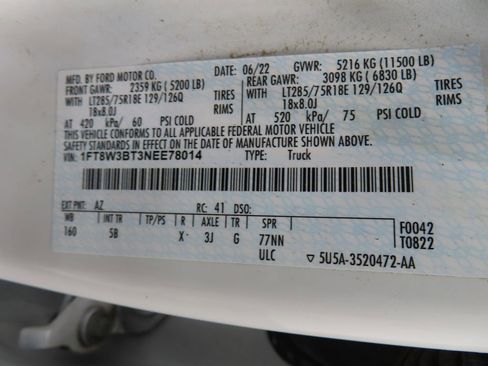 MFD. BY FORD MOTOR CO.
DATE: 06/22 GVWR: 5216 KG (11500 LB)
FRONT GAWR: 2359 KG (5200 LB) REAR GAWR: 3098 KG (6830 LB)
WITH LT285/75R18E 129/126Q TIRES WITH LT285/75R18E 129/126Q TIRES
18x8.0J RIMS 18x8.0J RIMS
AT 420 kPa/ 60 PSI COLD AT 520 kPa/ 75 PSI COLD
THIS VEHICLE CONFORMS TO ALL APPLICABLE FEDERAL MOTOR VEHICLE
SAFETY STANDARDS IN EFFECT ON THE DATE OF MANUFACTURE SHOWN ABOVE.
VIN: 1FT8W3BT3NEE78014 TYPE: Truck
EXT PNT: AZ RC: 41 DSO:
WB INT TR TP/PS R AXLE TR SPR F0042
160 5B X 3J G 77NN T0822
ULC ▽ 5U5A-3520472-AA